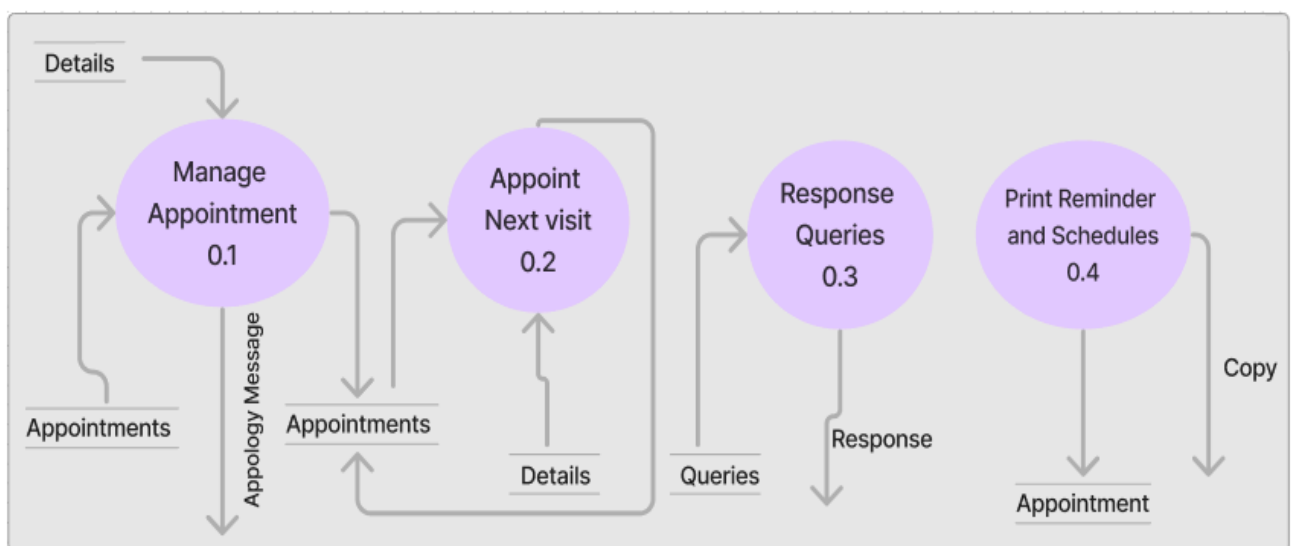 Details
Manage
Appointment
0.1
Appointments
Appology Message
Appointments
Appoint
Next visit
0.2
Details
Response
Queries
0.3
Queries
Response
Print Reminder
and Schedules
0.4
Copy
Appointment